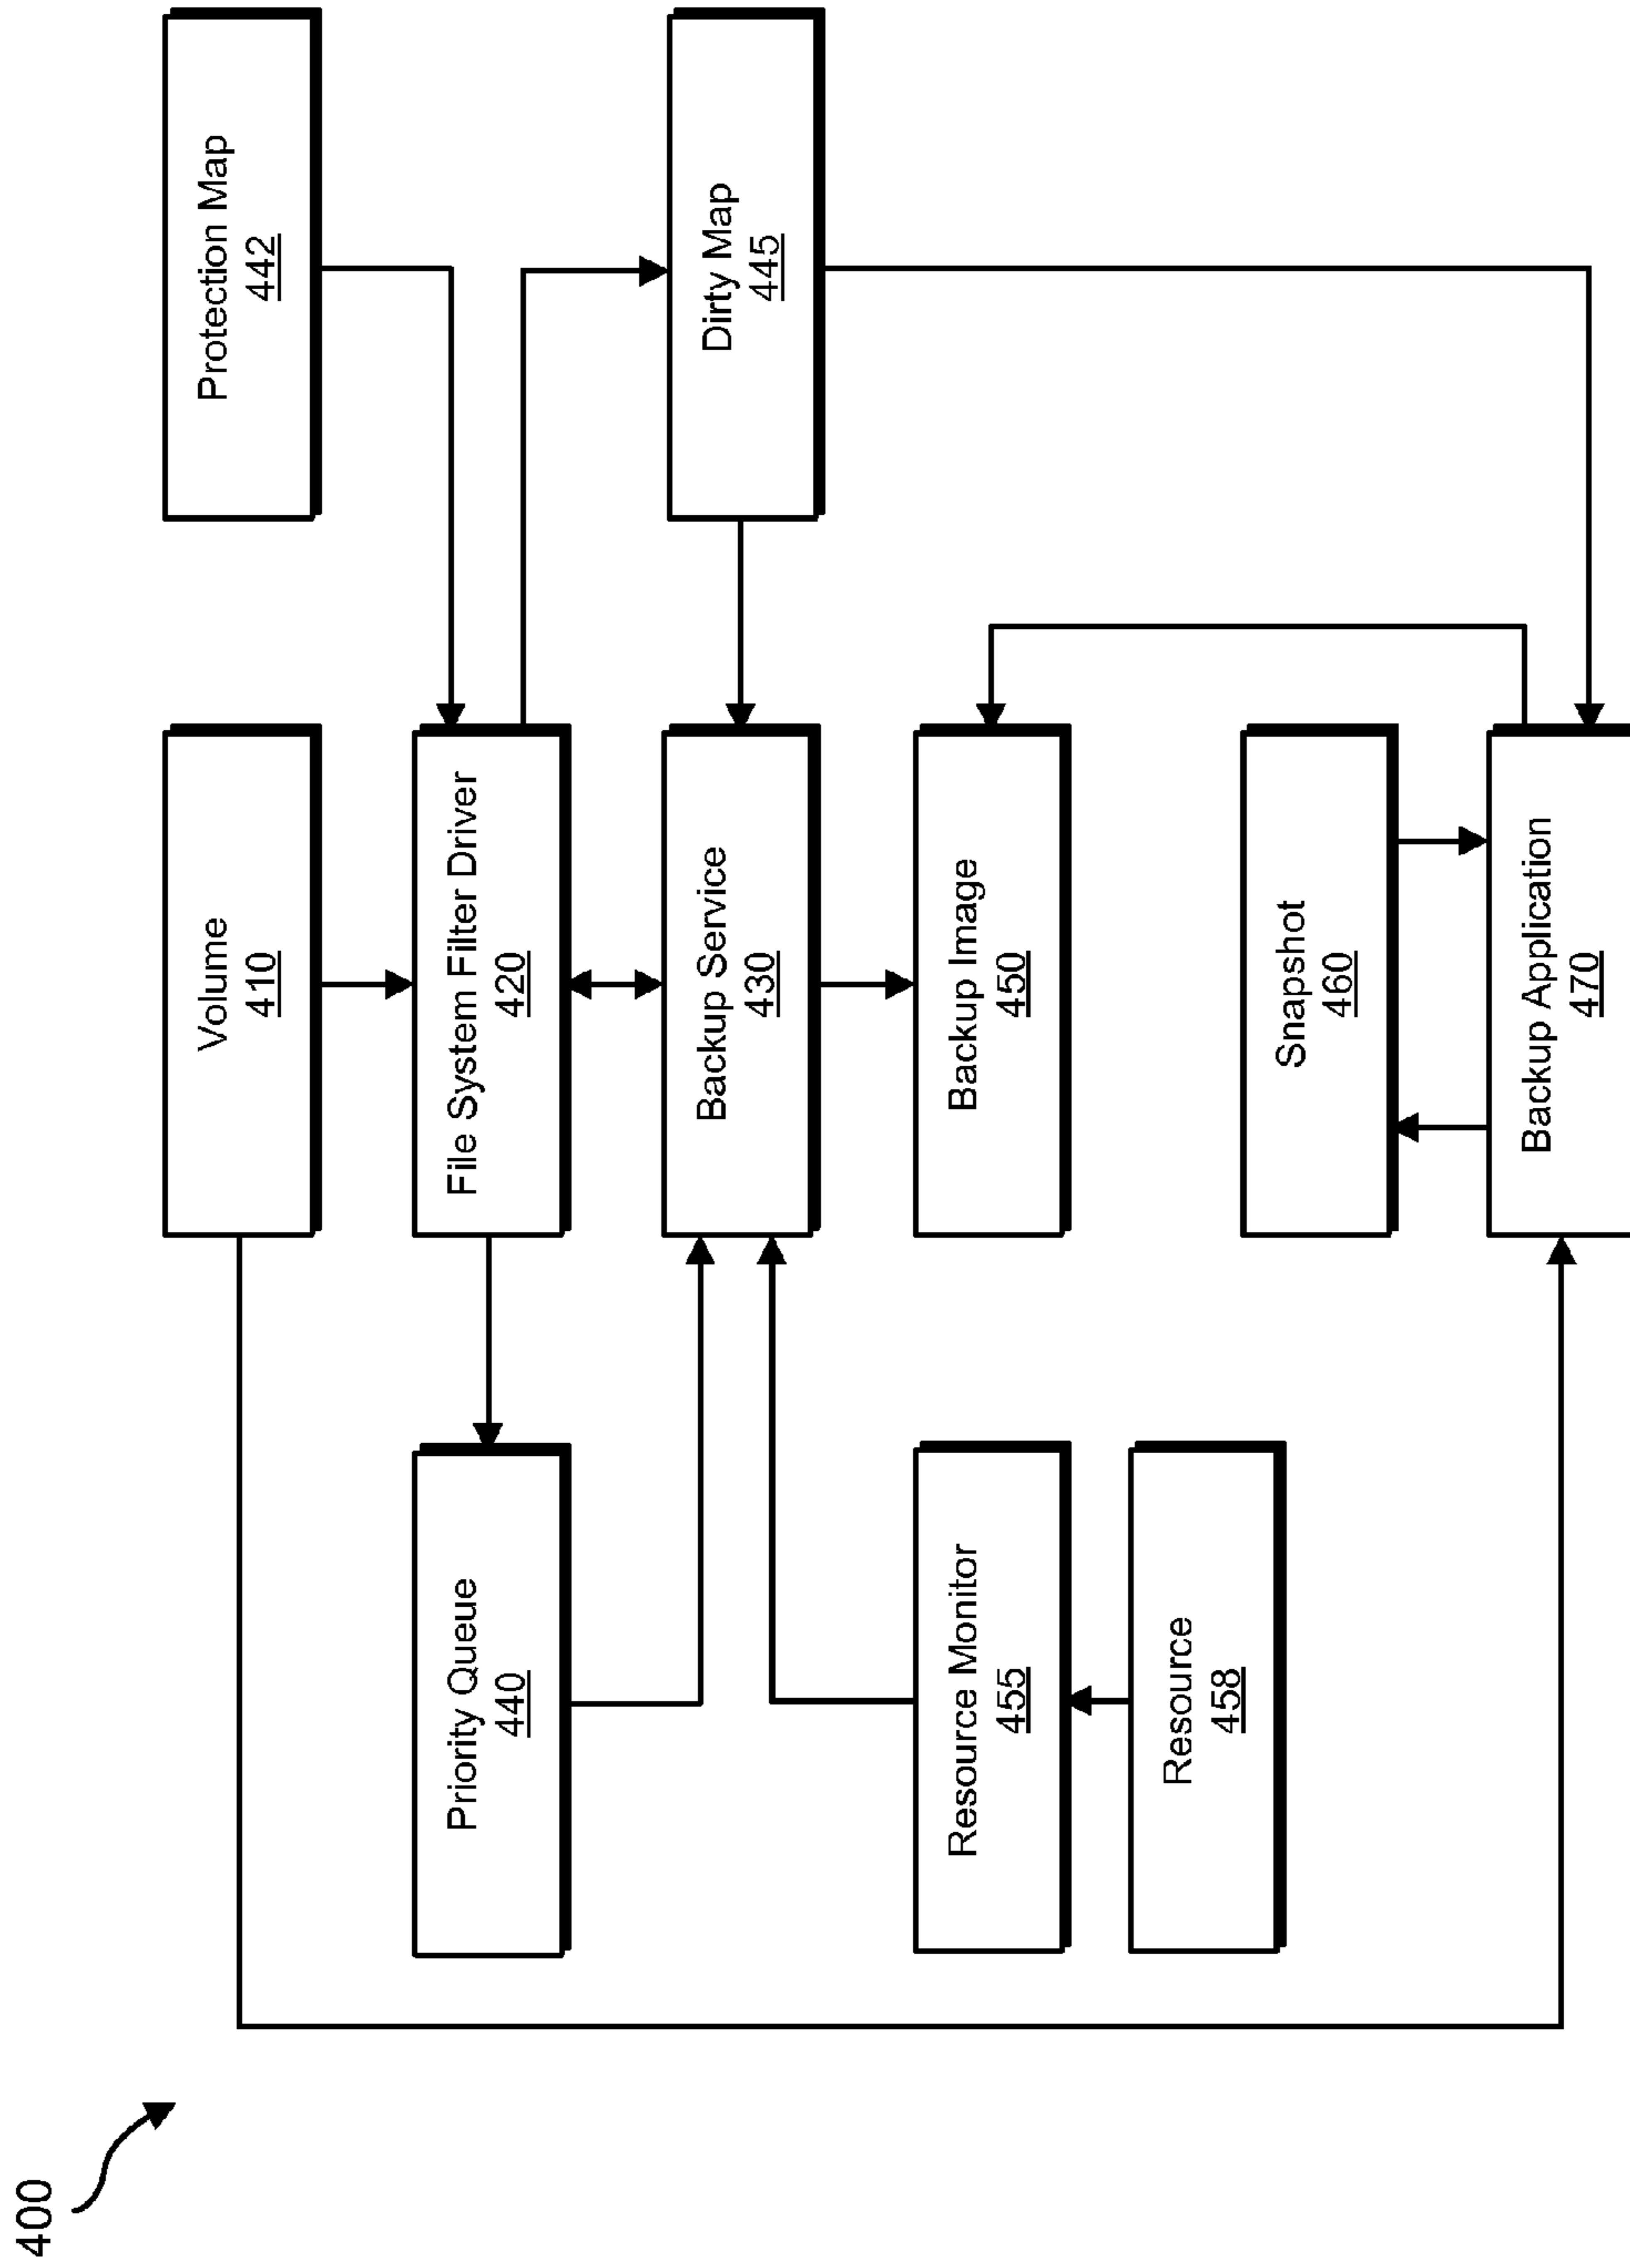 400
Volume
410
Protection Map
442
Priority Queue
440
File System Filter Driver
420
Backup Service
430
Dirty Map
445
Resource Monitor
455
Backup Image
450
Resource
458
Snapshot
460
Backup Application
470